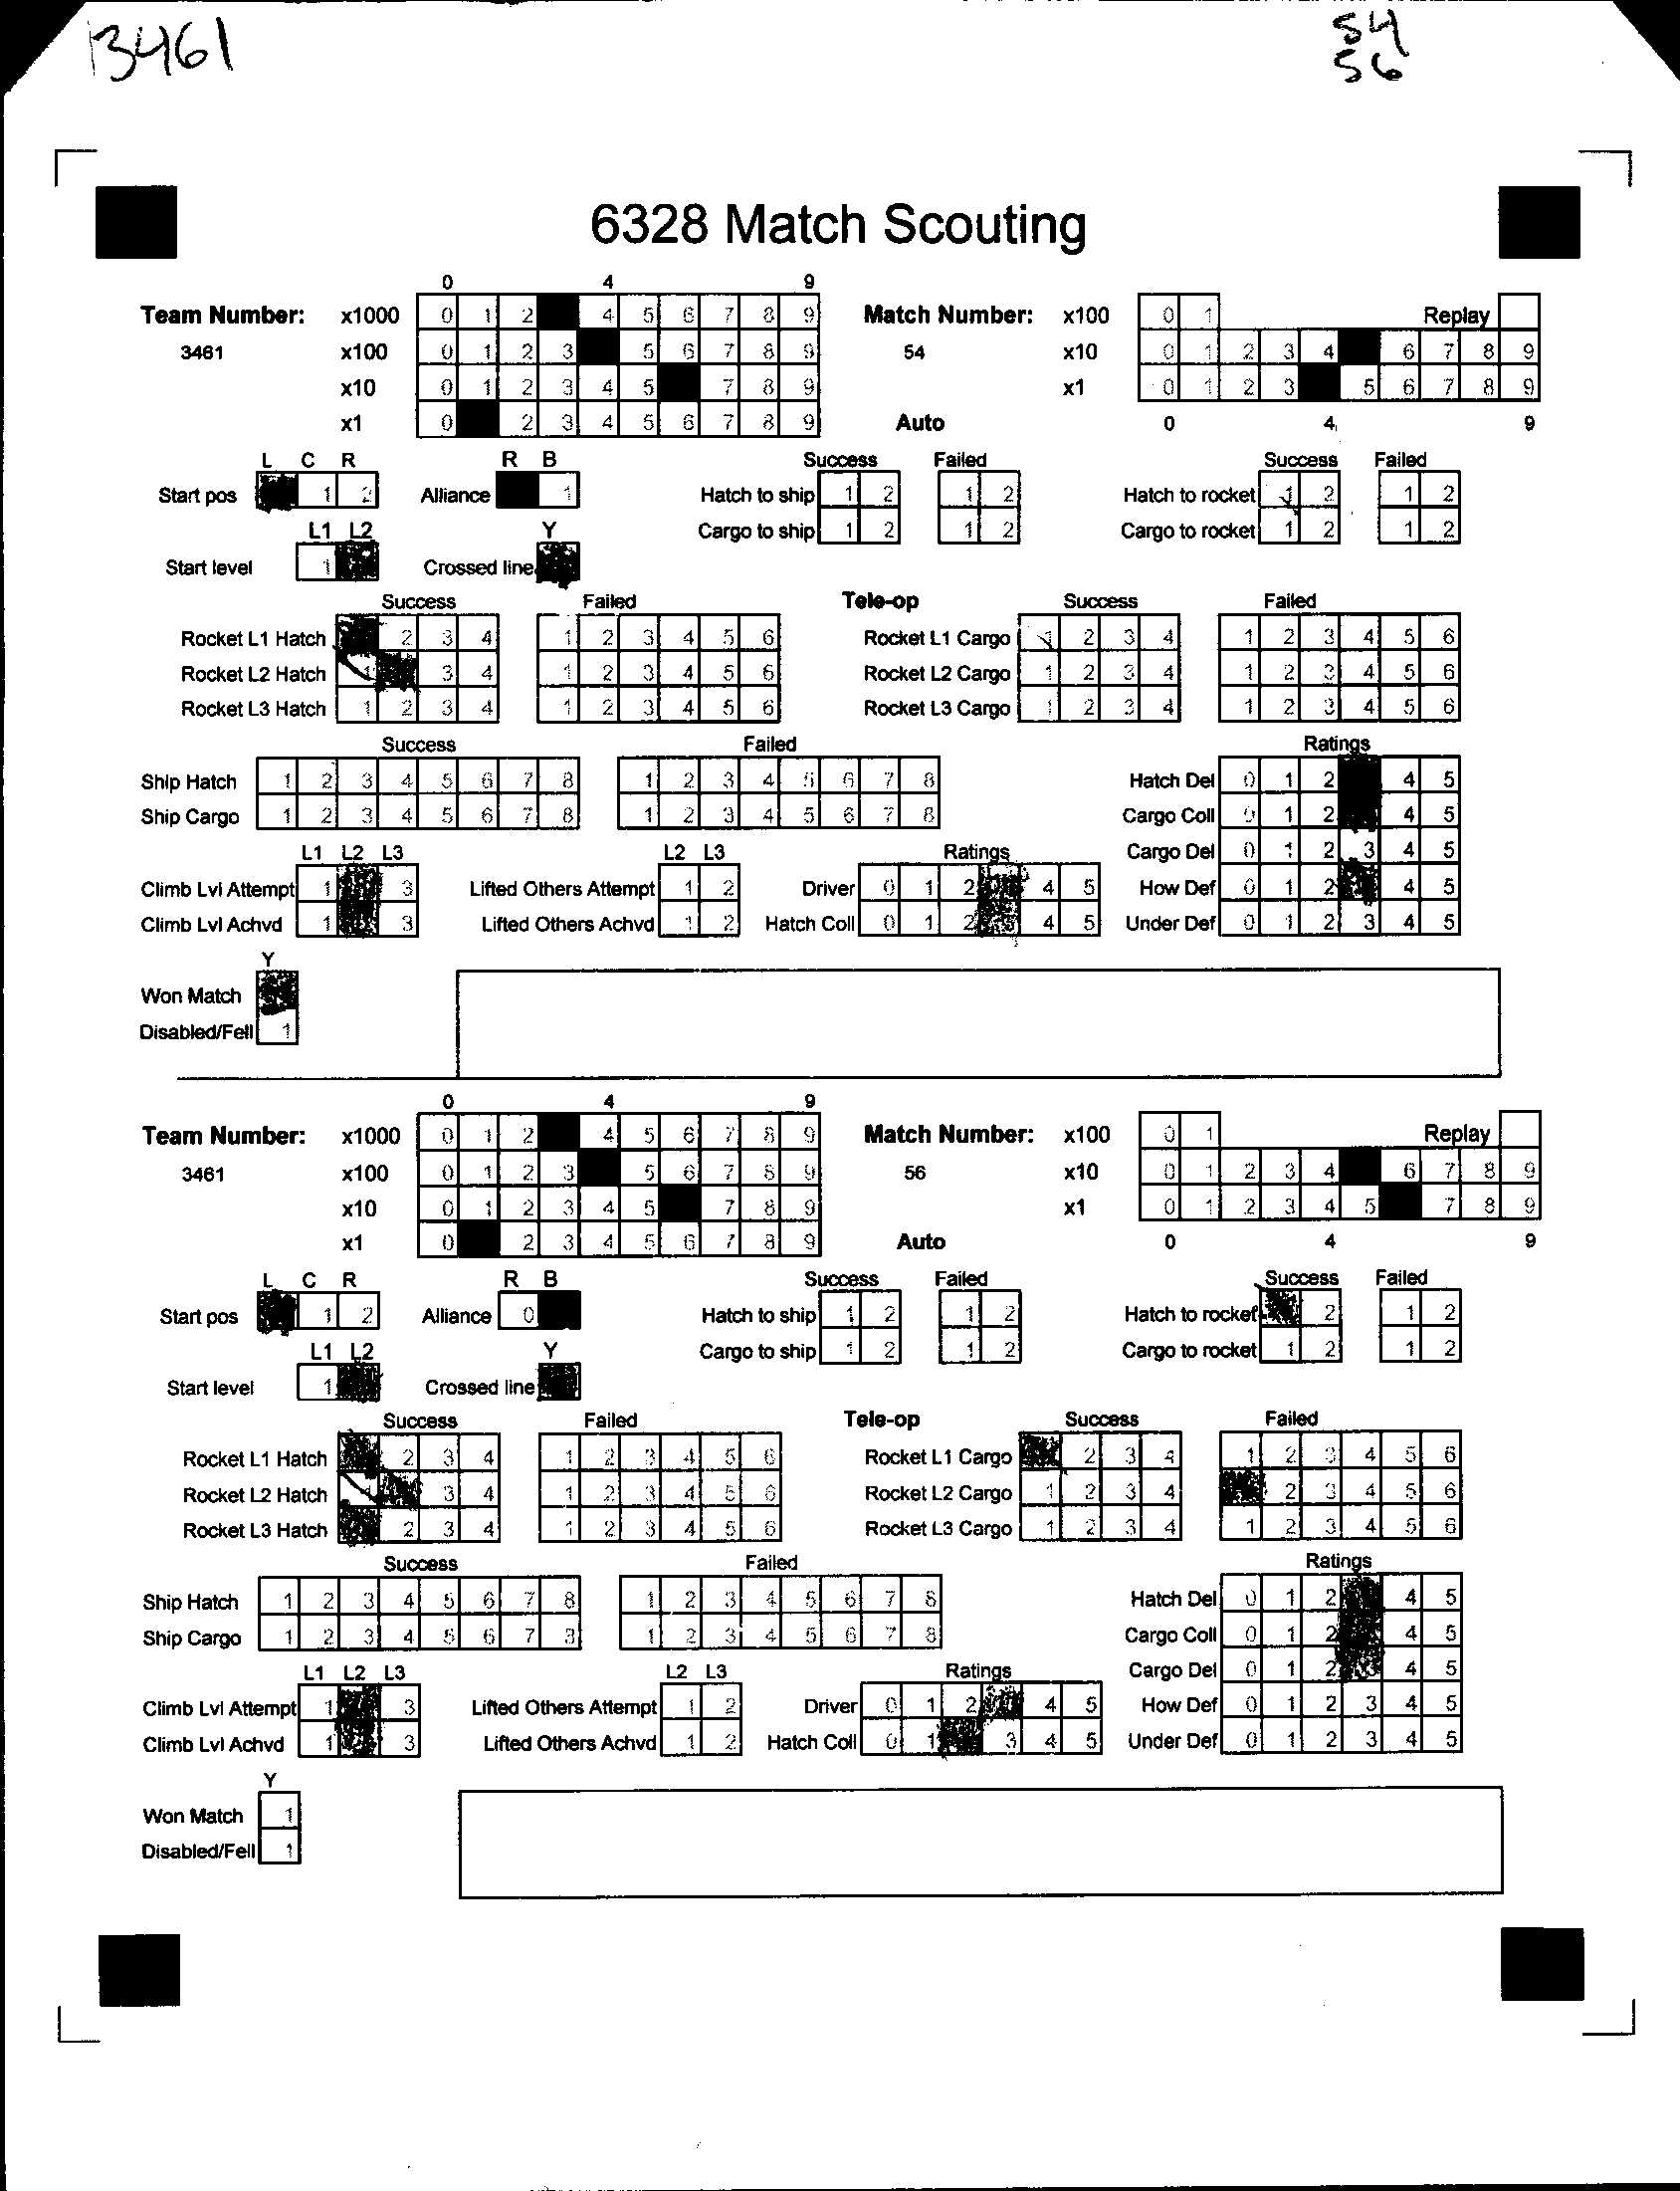 3461
54
56
6328 Match Scouting
0 4 9
Team Number: x1000 0 1 2 4 5 6 7 8 9 Match Number: x100 0 1 Replay
3461 x100 0 1 2 3 5 6 7 8 9 54 x10 0 1 2 3 4 6 7 8 9
x10 0 1 2 3 4 5 7 8 9 x1 0 1 2 3 5 6 7 8 9
x1 0 2 3 4 5 6 7 8 9 Auto 0 4 9
L C R R B Success Failed Success Failed
Start pos 1 2 Alliance 1 Hatch to ship 1 2 1 2 Hatch to rocket 1 2 1 2
L1 L2 Y Cargo to ship 1 2 1 2 Cargo to rocket 1 2 1 2
Start level 1 Crossed line
Success Failed Tele-op Success Failed
Rocket L1 Hatch 2 3 4 1 2 3 4 5 6 Rocket L1 Cargo 1 2 3 4 1 2 3 4 5 6
Rocket L2 Hatch 1 3 4 1 2 3 4 5 6 Rocket L2 Cargo 1 2 3 4 1 2 3 4 5 6
Rocket L3 Hatch 1 2 3 4 1 2 3 4 5 6 Rocket L3 Cargo 1 2 3 4 1 2 3 4 5 6
Success Failed Ratings
Ship Hatch 1 2 3 4 5 6 7 8 1 2 3 4 5 6 7 8 Hatch Del 0 1 2 4 5
Ship Cargo 1 2 3 4 5 6 7 8 1 2 3 4 5 6 7 8 Cargo Coll 0 1 2 4 5
L1 L2 L3 L2 L3 Ratings Cargo Del 0 1 2 3 4 5
Climb Lvl Attempt 1 3 Lifted Others Attempt 1 2 Driver 0 1 2 4 5 How Def 0 1 2 4 5
Climb Lvl Achvd 1 3 Lifted Others Achvd 1 2 Hatch Coll 0 1 2 4 5 Under Def 0 1 2 3 4 5
Y
Won Match
Disabled/Fell 1
0 4 9
Team Number: x1000 0 1 2 4 5 6 7 8 9 Match Number: x100 0 1 Replay
3461 x100 0 1 2 3 5 6 7 8 9 56 x10 0 1 2 3 4 6 7 8 9
x10 0 1 2 3 4 5 7 8 9 x1 0 1 2 3 4 5 7 8 9
x1 0 2 3 4 5 6 7 8 9 Auto 0 4 9
L C R R B Success Failed Success Failed
Start pos 1 2 Alliance 0 Hatch to ship 1 2 1 2 Hatch to rocket 2 1 2
L1 L2 Y Cargo to ship 1 2 1 2 Cargo to rocket 1 2 1 2
Start level 1 Crossed line
Success Failed Tele-op Success Failed
Rocket L1 Hatch 2 3 4 1 2 3 4 5 6 Rocket L1 Cargo 2 3 4 1 2 3 4 5 6
Rocket L2 Hatch 3 4 1 2 3 4 5 6 Rocket L2 Cargo 1 2 3 4 2 3 4 5 6
Rocket L3 Hatch 2 3 4 1 2 3 4 5 6 Rocket L3 Cargo 1 2 3 4 1 2 3 4 5 6
Success Failed Ratings
Ship Hatch 1 2 3 4 5 6 7 8 1 2 3 4 5 6 7 8 Hatch Del 0 1 2 4 5
Ship Cargo 1 2 3 4 5 6 7 8 1 2 3 4 5 6 7 8 Cargo Coll 0 1 2 4 5
L1 L2 L3 L2 L3 Ratings Cargo Del 0 1 2 4 5
Climb Lvl Attempt 1 3 Lifted Others Attempt 1 2 Driver 0 1 2 4 5 How Def 0 1 2 3 4 5
Climb Lvl Achvd 1 3 Lifted Others Achvd 1 2 Hatch Coll 0 1 3 4 5 Under Def 0 1 2 3 4 5
Y
Won Match 1
Disabled/Fell 1